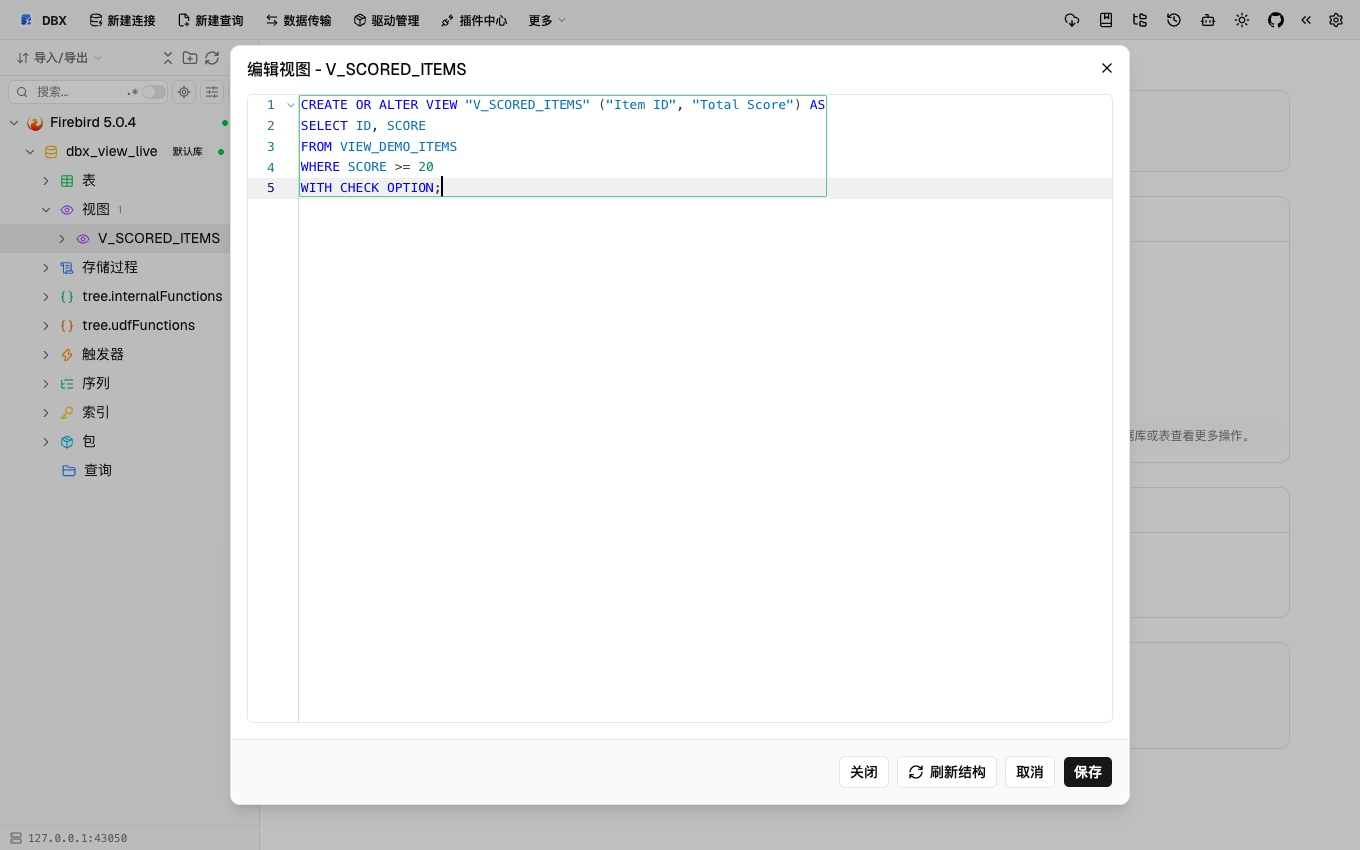 DBX 新建连接 新建查询 数据传输 驱动管理 插件中心 更多
导入/导出
搜索... .*
Firebird 5.0.4
dbx_view_live 默认库
表
视图 1
V_SCORED_ITEMS
存储过程
tree.internalFunctions
tree.udfFunctions
触发器
序列
索引
包
查询
127.0.0.1:43050
编辑视图 - V_SCORED_ITEMS
1 CREATE OR ALTER VIEW "V_SCORED_ITEMS" ("Item ID", "Total Score") AS
2 SELECT ID, SCORE
3 FROM VIEW_DEMO_ITEMS
4 WHERE SCORE >= 20
5 WITH CHECK OPTION;
库或表查看更多操作。
关闭 刷新结构 取消 保存